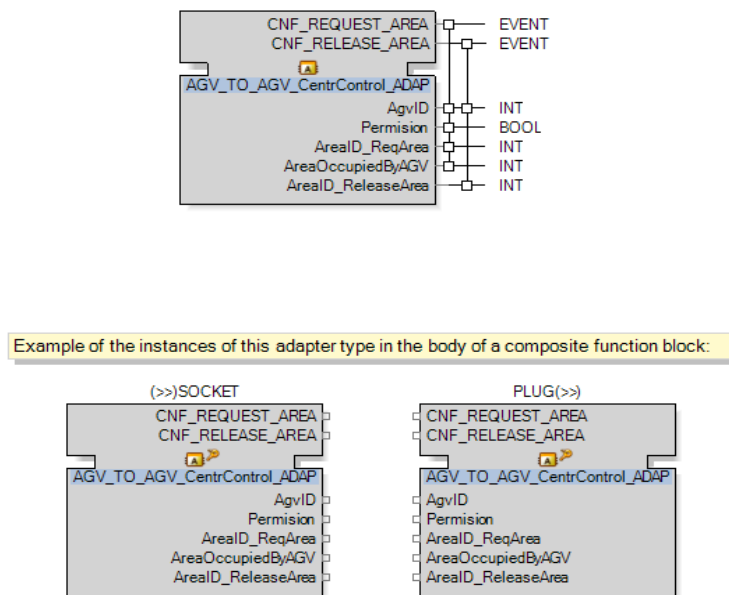 CNF_REQUEST_AREA EVENT
CNF_RELEASE_AREA EVENT
A
AGV_TO_AGV_CentrControl_ADAP
AgvID INT
Permision BOOL
AreaID_ReqArea INT
AreaOccupiedByAGV INT
AreaID_ReleaseArea INT
Example of the instances of this adapter type in the body of a composite function block:
(>>)SOCKET PLUG(>>)
CNF_REQUEST_AREA CNF_REQUEST_AREA
CNF_RELEASE_AREA CNF_RELEASE_AREA
A A
AGV_TO_AGV_CentrControl_ADAP AGV_TO_AGV_CentrControl_ADAP
AgvID AgvID
Permision Permision
AreaID_ReqArea AreaID_ReqArea
AreaOccupiedByAGV AreaOccupiedByAGV
AreaID_ReleaseArea AreaID_ReleaseArea